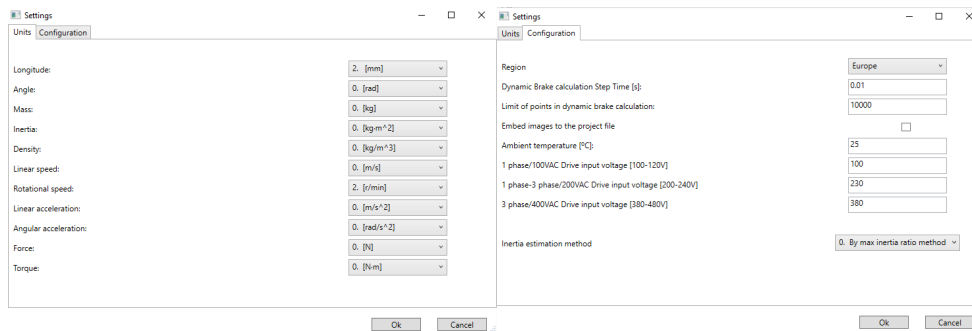 Settings
Units Configuration
Longitude: 2. [mm]
Angle: 0. [rad]
Mass: 0. [kg]
Inertia: 0. [kg·m^2]
Density: 0. [kg/m^3]
Linear speed: 0. [m/s]
Rotational speed: 2. [r/min]
Linear acceleration: 0. [m/s^2]
Angular acceleration: 0. [rad/s^2]
Force: 0. [N]
Torque: 0. [N·m]
Ok Cancel
Settings
Units Configuration
Region Europe
Dynamic Brake calculation Step Time [s]: 0.01
Limit of points in dynamic brake calculation: 10000
Embed images to the project file
Ambient temperature [ºC]: 25
1 phase/100VAC Drive input voltage [100-120V] 100
1 phase-3 phase/200VAC Drive input voltage [200-240V] 230
3 phase/400VAC Drive input voltage [380-480V] 380
Inertia estimation method 0. By max inertia ratio method
Ok Cancel